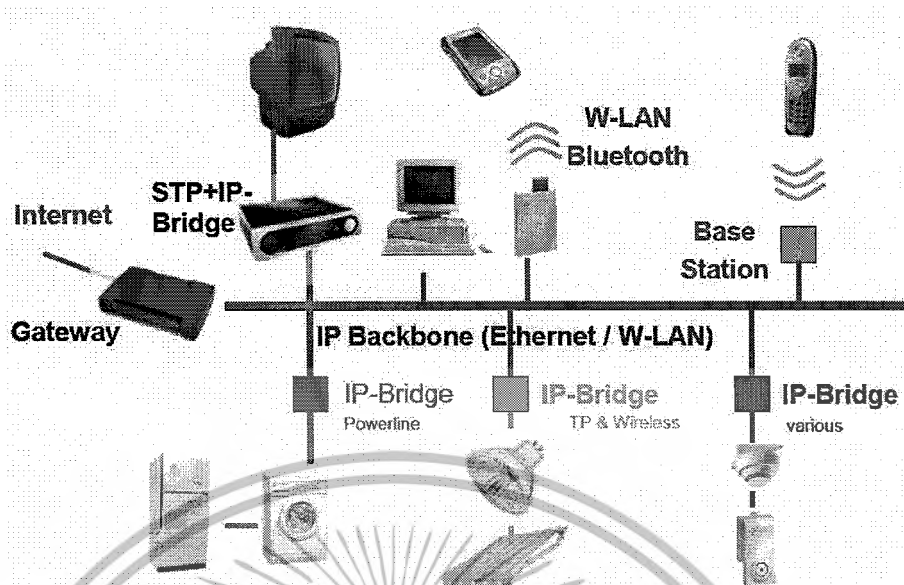 W-LAN
Bluetooth
STP+IP-
Bridge
Internet
Base
Station
Gateway
IP Backbone (Ethernet / W-LAN)
IP-Bridge
Powerline
IP-Bridge
TP & Wireless
IP-Bridge
various